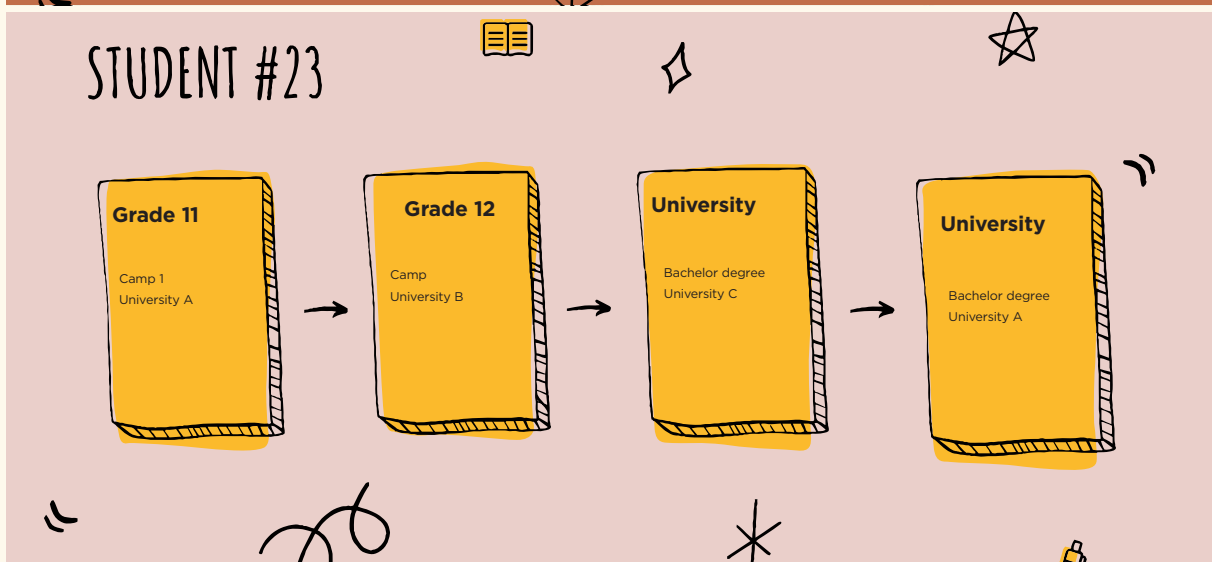 STUDENT #23
Grade 11
Camp 1
University A
Grade 12
Camp
University B
University
Bachelor degree
University C
University
Bachelor degree
University A